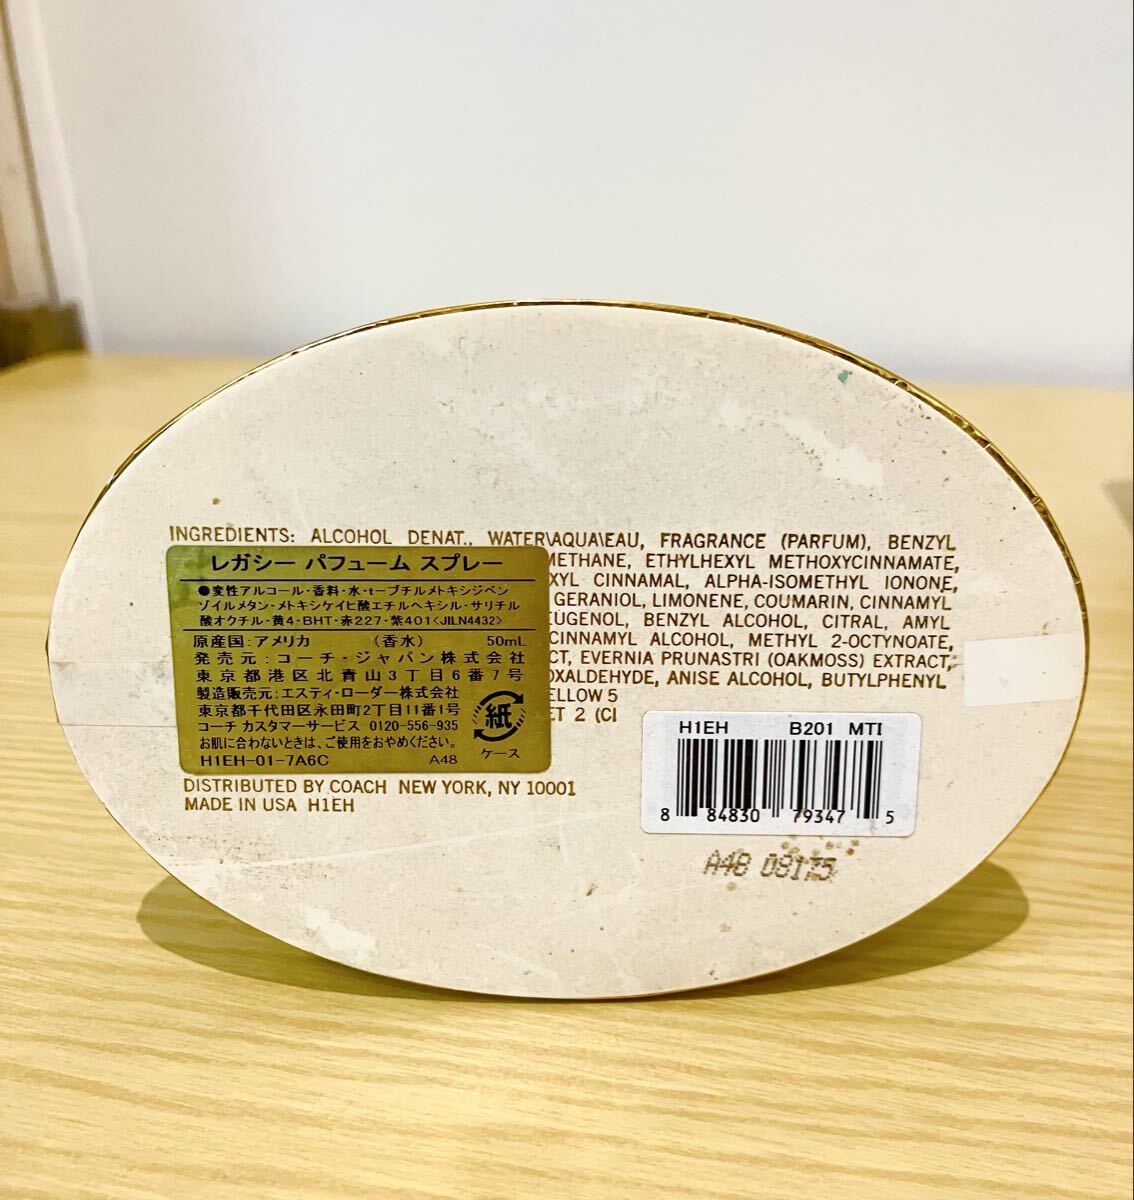 INGREDIENTS: ALCOHOL DENAT., WATER\AQUA\EAU, FRAGRANCE (PARFUM), BENZYL
METHANE, ETHYLHEXYL METHOXYCINNAMATE,
XYL CINNAMAL, ALPHA-ISOMETHYL IONONE,
GERANIOL, LIMONENE, COUMARIN, CINNAMYL
EUGENOL, BENZYL ALCOHOL, CITRAL, AMYL
CINNAMYL ALCOHOL, METHYL 2-OCTYNOATE,
CT, EVERNIA PRUNASTRI (OAKMOSS) EXTRACT,
OXALDEHYDE, ANISE ALCOHOL, BUTYLPHENYL
ELLOW 5
ET 2 (CI
レガシー パフューム スプレー
●変性アルコール・香料・水・t-ブチルメトキシジベン
ゾイルメタン・メトキシケイヒ酸エチルヘキシル・サリチル
酸オクチル・黄4・BHT・赤227・紫401<JILN4432>
原産国:アメリカ (香水) 50mL
発売元:コーチ・ジャパン株式会社
東京都港区北青山3丁目6番7号
製造販売元:エスティ・ローダー株式会社
東京都千代田区永田町2丁目11番1号
コーチ カスタマーサービス 0120-556-935
お肌に合わないときは、ご使用をおやめください。
H1EH-01-7A6C A48
紙
ケース
DISTRIBUTED BY COACH NEW YORK, NY 10001
MADE IN USA H1EH
H1EH B201 MTI
8 84830 79347 5
A48 08175